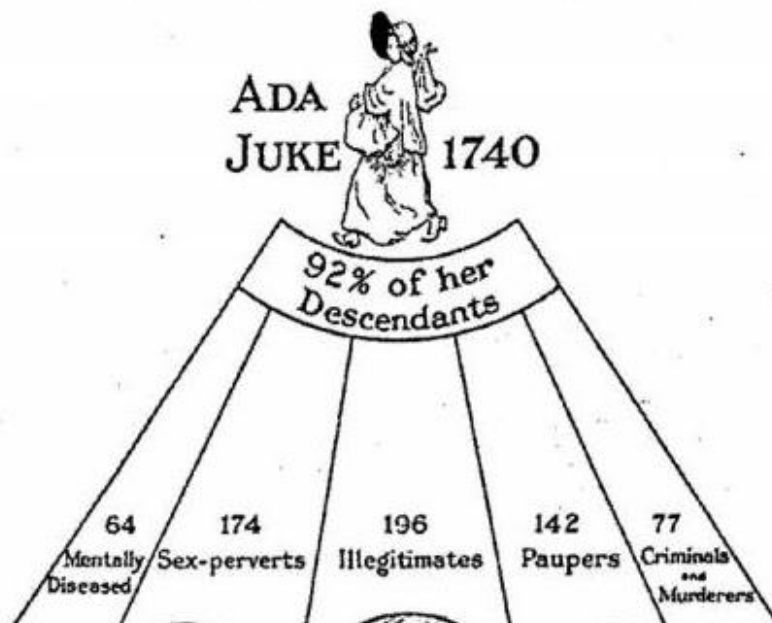 ADA
JUKE 1740
92% of her
Descendants
64
Mentally
Diseased
174
Sex-perverts
196
Illegitimates
142
Paupers
77
Criminals
and
Murderers